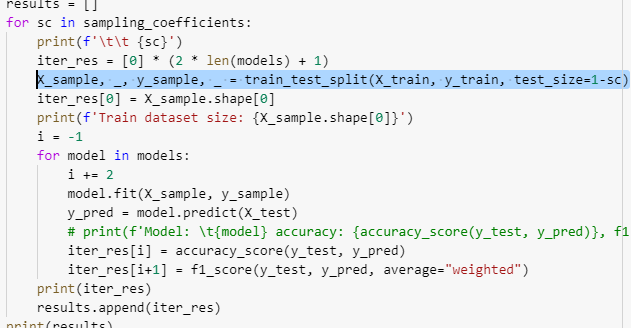 results = []
for sc in sampling_coefficients:
    print(f'\t\t {sc}')
    iter_res = [0] * (2 * len(models) + 1)
    X_sample, _, y_sample, _ = train_test_split(X_train, y_train, test_size=1-sc)
    iter_res[0] = X_sample.shape[0]
    print(f'Train dataset size: {X_sample.shape[0]}')
    i = -1
    for model in models:
        i += 2
        model.fit(X_sample, y_sample)
        y_pred = model.predict(X_test)
        # print(f'Model: \t{model} accuracy: {accuracy_score(y_test, y_pred)}, f1
        iter_res[i] = accuracy_score(y_test, y_pred)
        iter_res[i+1] = f1_score(y_test, y_pred, average="weighted")
    print(iter_res)
    results.append(iter_res)
print(results)